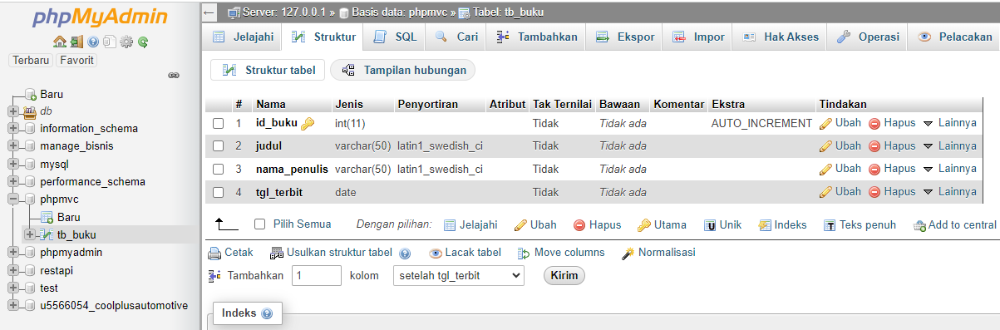 phpMyAdmin
Terbaru Favorit
Baru
db
information_schema
manage_bisnis
mysql
performance_schema
phpmvc
Baru
tb_buku
phpmyadmin
restapi
test
u5566054_coolplusautomotive
Server: 127.0.0.1 » Basis data: phpmvc » Tabel: tb_buku
Jelajahi Struktur SQL Cari Tambahkan Ekspor Impor Hak Akses Operasi Pelacakan
Struktur tabel Tampilan hubungan
# Nama Jenis Penyortiran Atribut Tak Ternilai Bawaan Komentar Ekstra Tindakan
1 id_buku int(11) Tidak Tidak ada AUTO_INCREMENT Ubah Hapus Lainnya
2 judul varchar(50) latin1_swedish_ci Tidak Tidak ada Ubah Hapus Lainnya
3 nama_penulis varchar(50) latin1_swedish_ci Tidak Tidak ada Ubah Hapus Lainnya
4 tgl_terbit date Tidak Tidak ada Ubah Hapus Lainnya
Pilih Semua Dengan pilihan: Jelajahi Ubah Hapus Utama Unik Indeks Teks penuh Add to central
Cetak Usulkan struktur tabel Lacak tabel Move columns Normalisasi
Tambahkan 1 kolom setelah tgl_terbit Kirim
Indeks